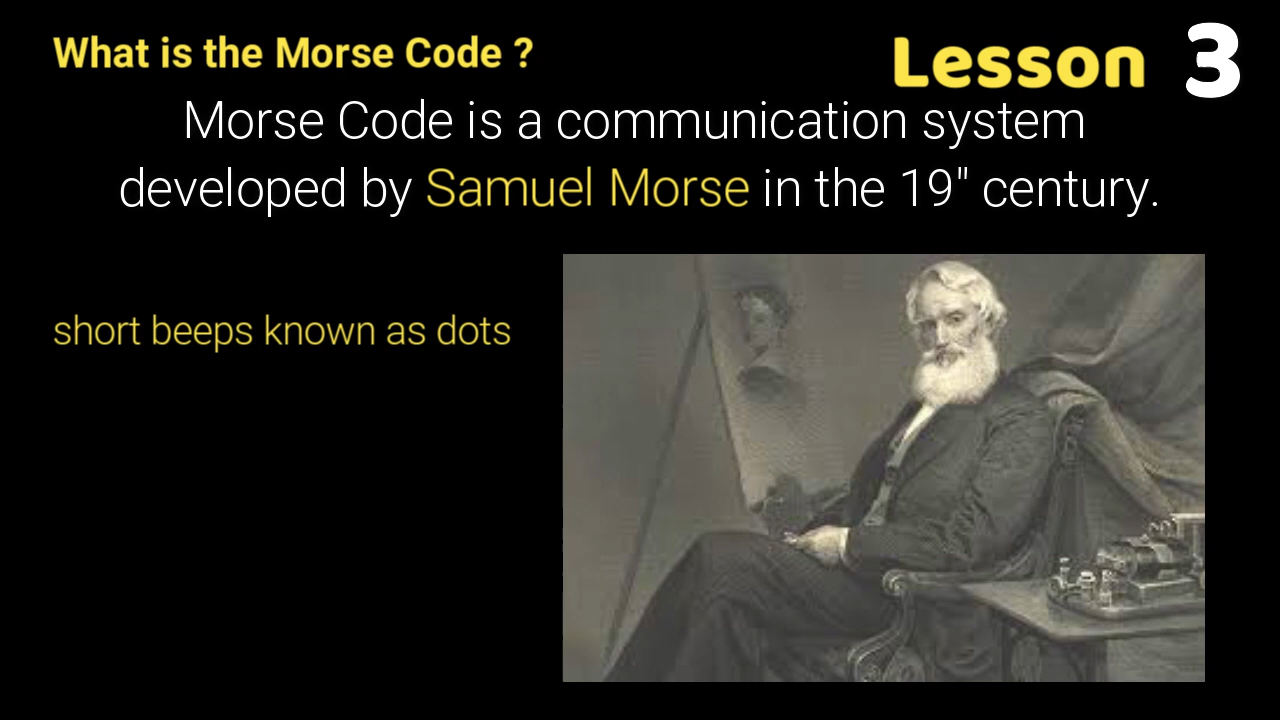 What is the Morse Code ?
Lesson 3
Morse Code is a communication system
developed by Samuel Morse in the 19" century.
short beeps known as dots